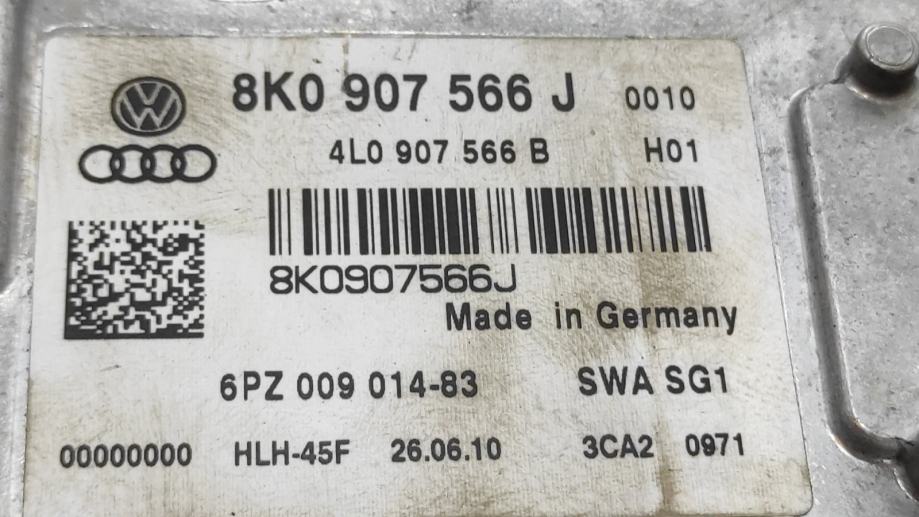 8K0 907 566 J 0010
4L0 907 566 B H01
8K0907566J
Made in Germany
6PZ 009 014-83 SWA SG1
00000000 HLH-45F 26.06.10 3CA2 0971